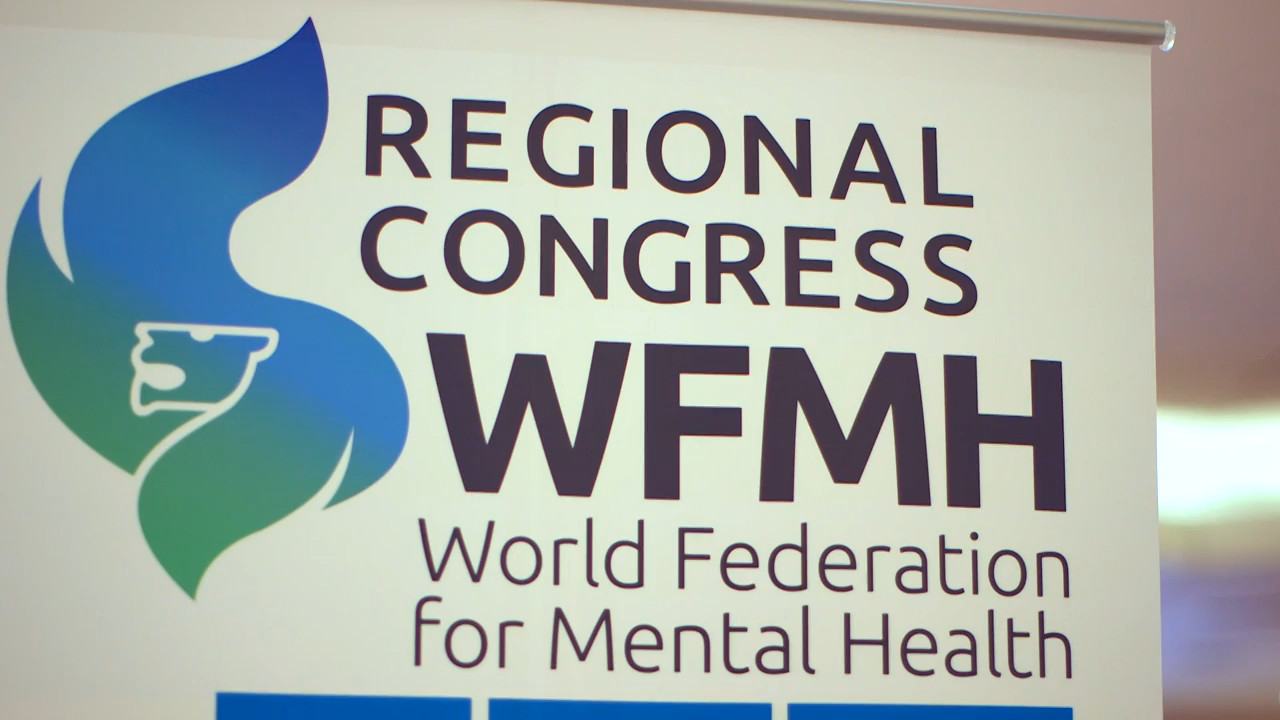 REGIONAL
CONGRESS
WFMH
World Federation
for Mental Health